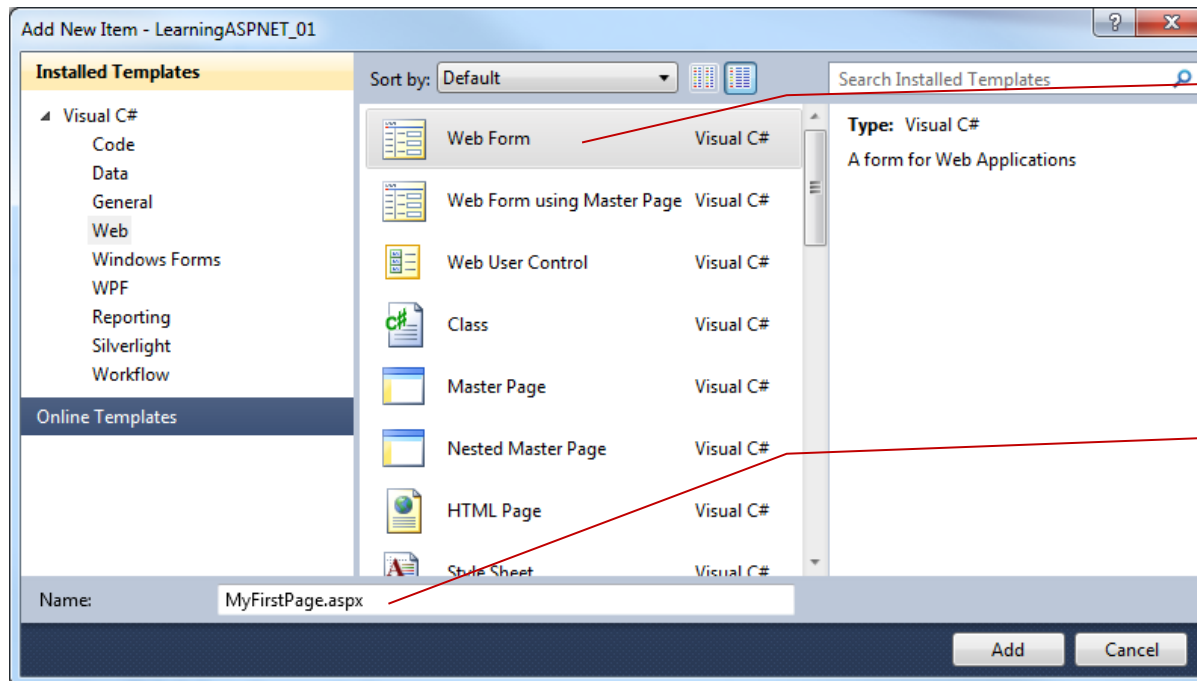 Add New Item - LearningASPNET_01
Installed Templates
Visual C#
Code
Data
General
Web
Windows Forms
WPF
Reporting
Silverlight
Workflow
Online Templates
Sort by: Default
Web Form Visual C#
Web Form using Master Page Visual C#
Web User Control Visual C#
Class Visual C#
Master Page Visual C#
Nested Master Page Visual C#
HTML Page Visual C#
Style Sheet Visual C#
Search Installed Templates
Type: Visual C#
A form for Web Applications
Name: MyFirstPage.aspx
Add Cancel